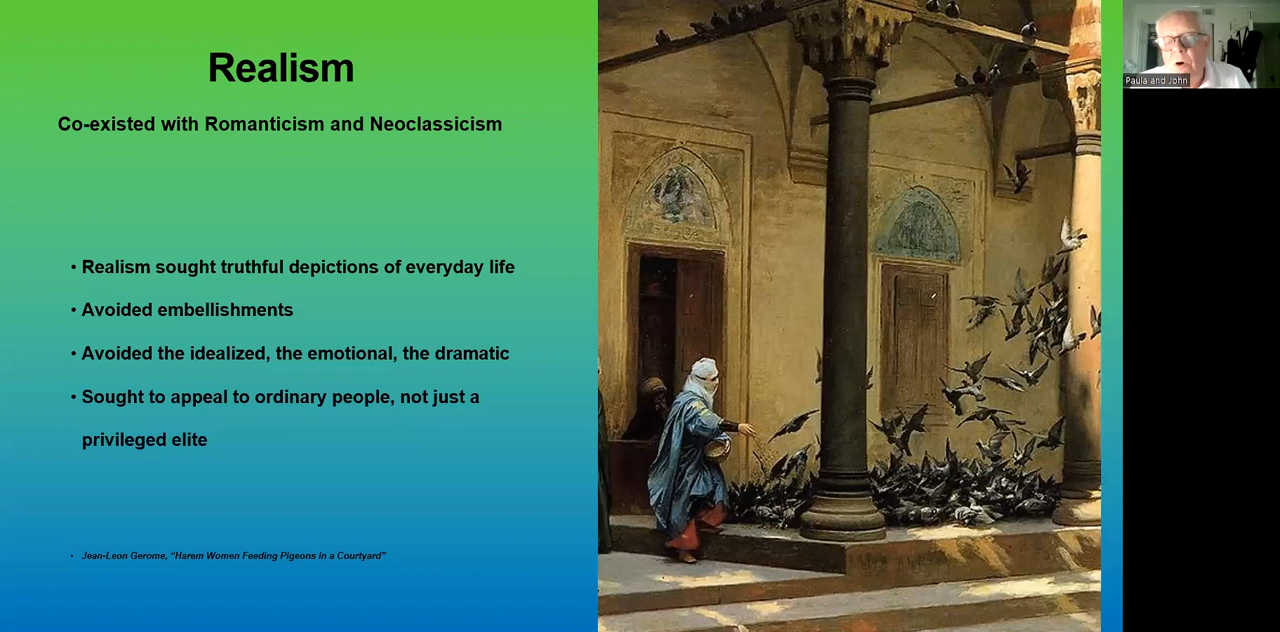 Realism
Co-existed with Romanticism and Neoclassicism
• Realism sought truthful depictions of everyday life
• Avoided embellishments
• Avoided the idealized, the emotional, the dramatic
• Sought to appeal to ordinary people, not just a
privileged elite
• Jean-Leon Gerome, “Harem Women Feeding Pigeons in a Courtyard”
Paula and John